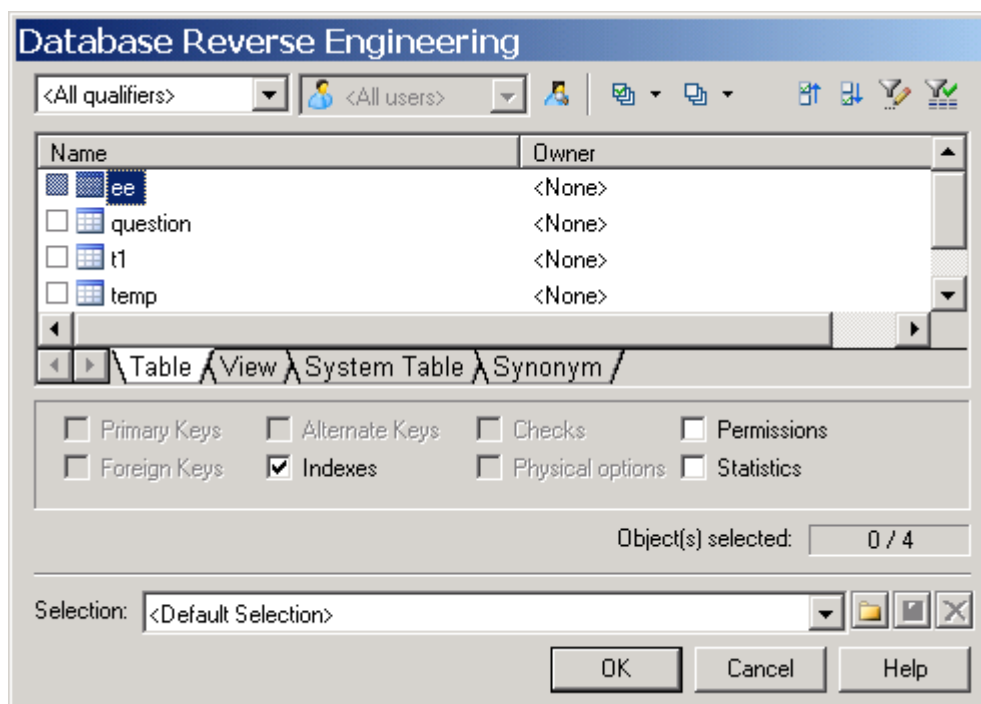 Database Reverse Engineering
<All qualifiers> <All users>
Name Owner
ee <None>
question <None>
t1 <None>
temp <None>
Table View System Table Synonym
Primary Keys Alternate Keys Checks Permissions
Foreign Keys Indexes Physical options Statistics
Object(s) selected: 0 / 4
Selection: <Default Selection>
OK Cancel Help